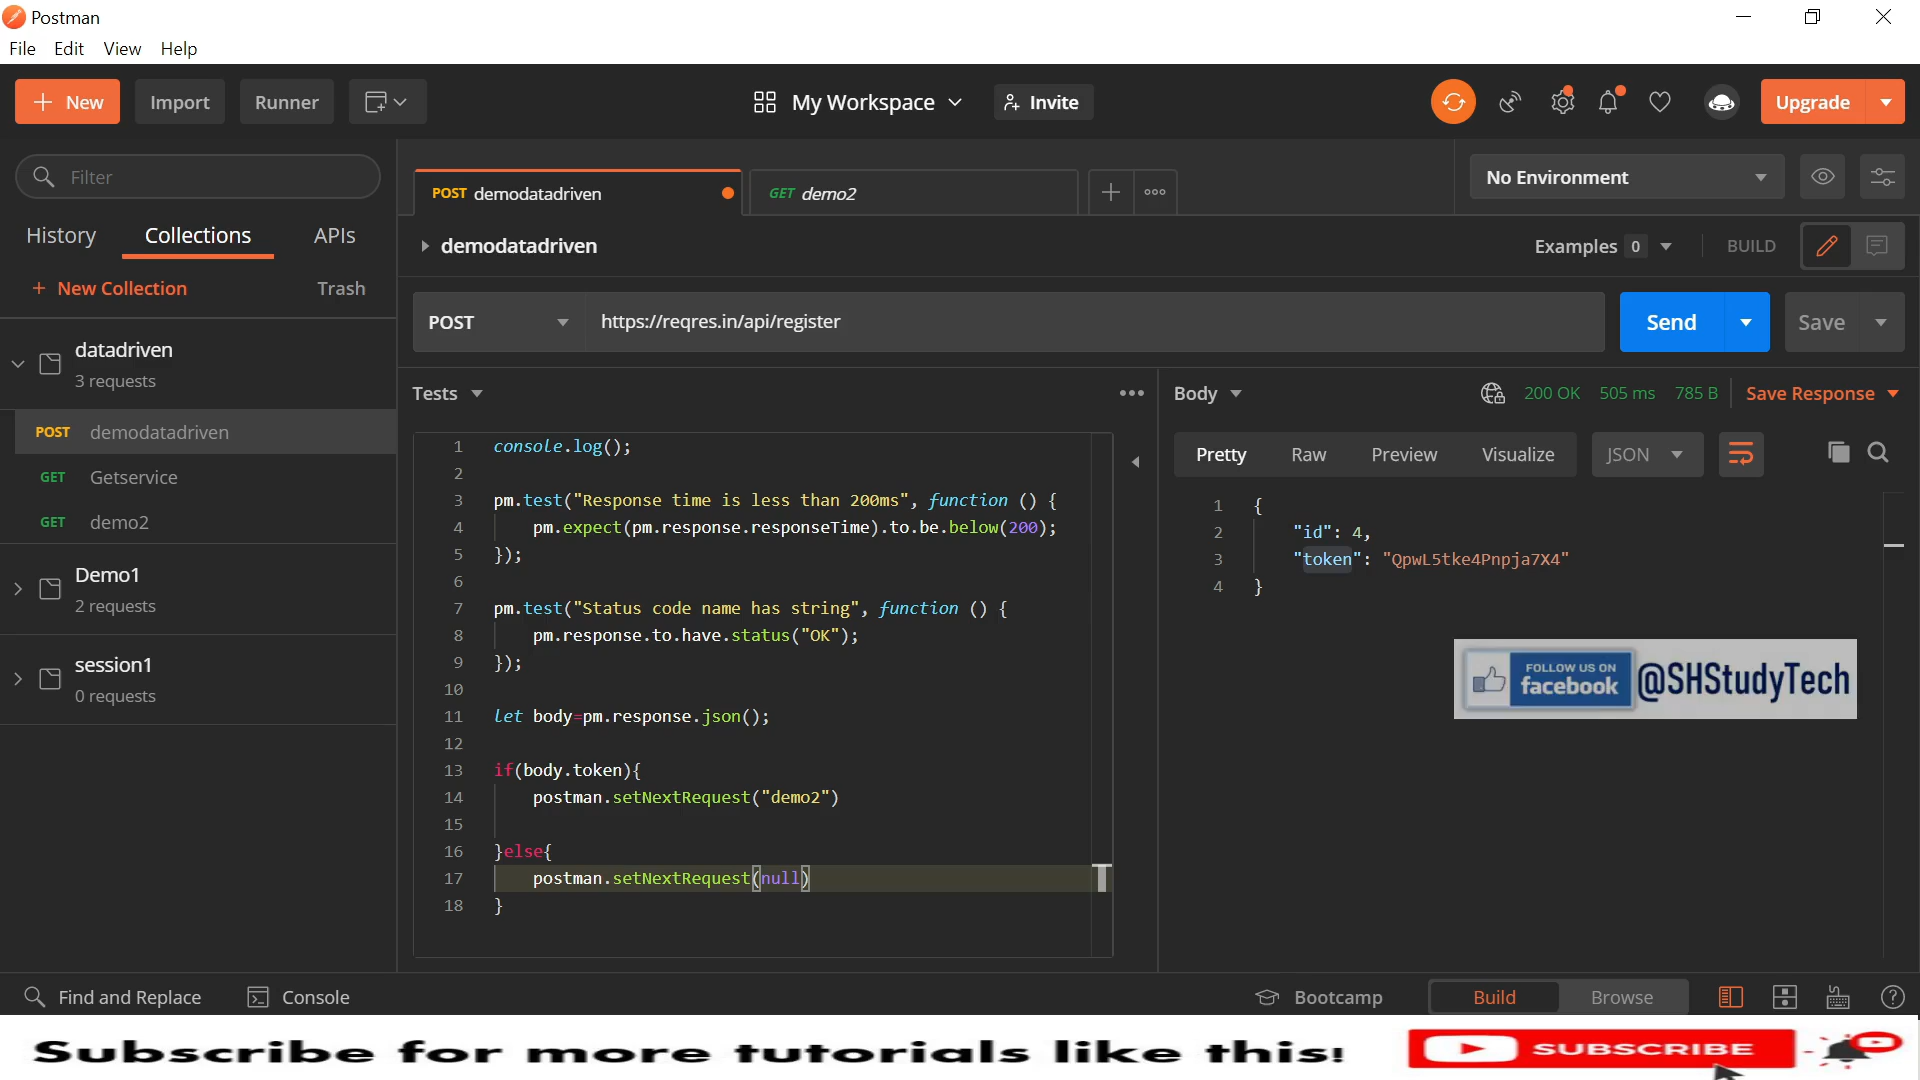 Postman
File Edit View Help
New Import Runner My Workspace Invite Upgrade
Filter
History Collections APIs
+ New Collection Trash
datadriven
3 requests
POST demodatadriven
GET Getservice
GET demo2
Demo1
2 requests
session1
0 requests
POST demodatadriven GET demo2 + ooo
No Environment
demodatadriven
Examples 0 BUILD
POST https://reqres.in/api/register Send Save
Tests
1 console.log();
2
3 pm.test("Response time is less than 200ms", function () {
4 pm.expect(pm.response.responseTime).to.be.below(200);
5 });
6
7 pm.test("Status code name has string", function () {
8 pm.response.to.have.status("OK");
9 });
10
11 let body=pm.response.json();
12
13 if(body.token){
14 postman.setNextRequest("demo2")
15
16 }else{
17 postman.setNextRequest(null)
18 }
Body 200 OK 505 ms 785 B Save Response
Pretty Raw Preview Visualize JSON
1 {
2 "id": 4,
3 "token": "QpwL5tke4Pnpja7X4"
4 }
FOLLOW US ON
facebook @SHStudyTech
Find and Replace Console Bootcamp Build Browse
Subscribe for more tutorials like this! SUBSCRIBE